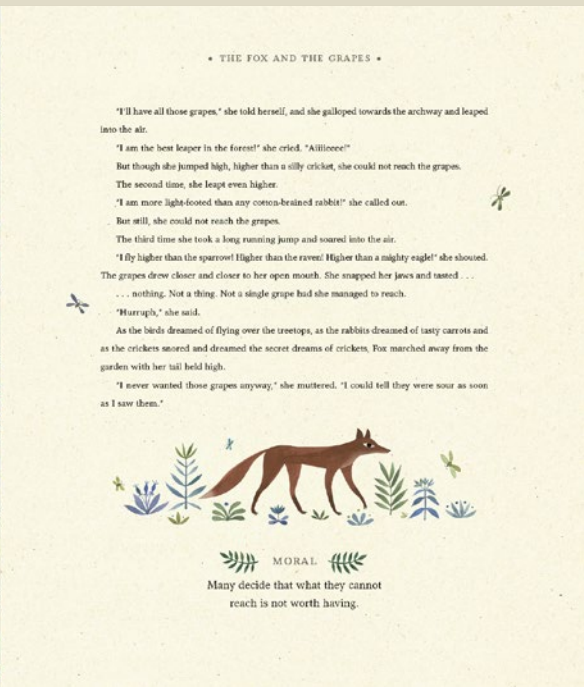 • THE FOX AND THE GRAPES •
"I'll have all those grapes," she told herself, and she galloped towards the archway and leaped
into the air.
"I am the best leaper in the forest!" she cried. "Aiiiieeee!"
But though she jumped high, higher than a silly cricket, she could not reach the grapes.
The second time, she leapt even higher.
"I am more light-footed than any cotton-brained rabbit!" she called out.
But still, she could not reach the grapes.
The third time she took a long running jump and soared into the air.
"I fly higher than the sparrow! Higher than the raven! Higher than a mighty eagle!" she shouted.
The grapes drew closer and closer to her open mouth. She snapped her jaws and tasted . . .
. . . nothing. Not a thing. Not a single grape had she managed to reach.
"Hurruph," she said.
As the birds dreamed of flying over the treetops, as the rabbits dreamed of tasty carrots and
as the crickets snored and dreamed the secret dreams of crickets, Fox marched away from the
garden with her tail held high.
"I never wanted those grapes anyway," she muttered. "I could tell they were sour as soon
as I saw them."
MORAL
Many decide that what they cannot
reach is not worth having.